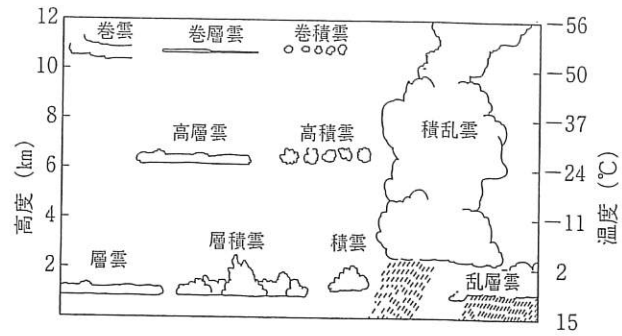 12
10
8
6
4
2
高度 (km)
巻雲
巻層雲
巻積雲
高層雲
高積雲
積乱雲
層雲
層積雲
積雲
乱層雲
−56
−50
−37
−24
−11
2
15
温度 (℃)